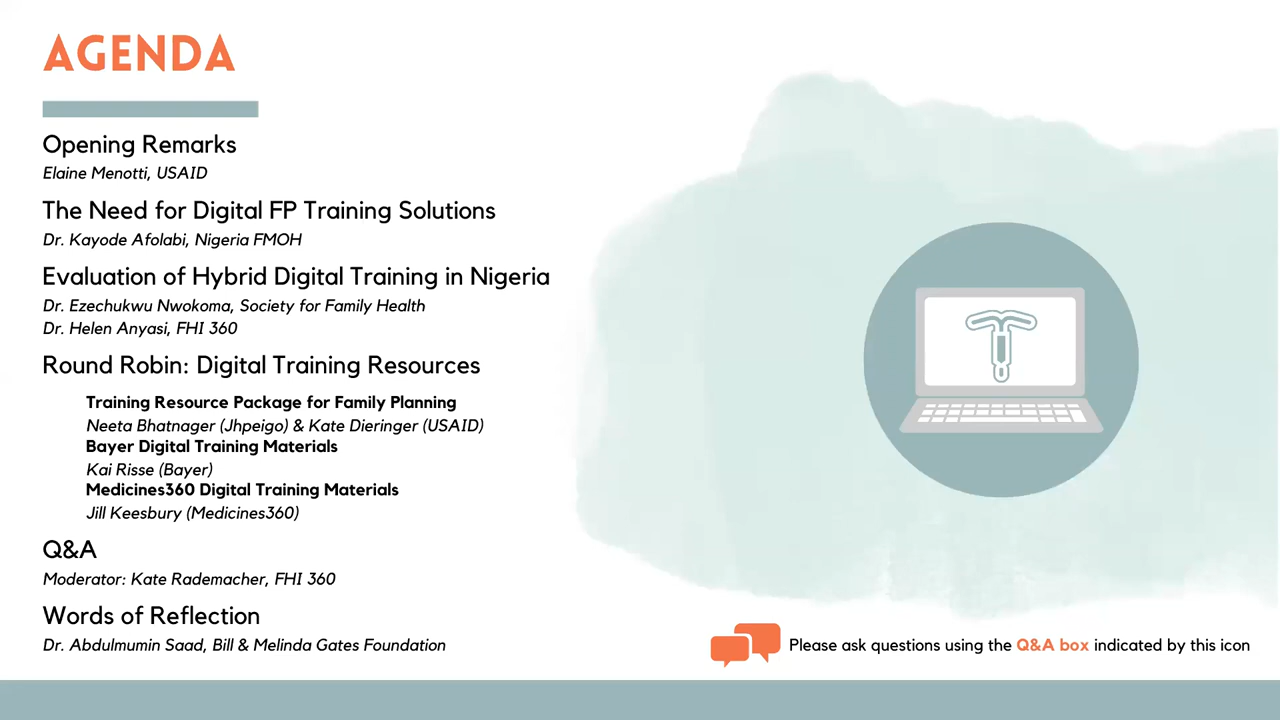 AGENDA
Opening Remarks
Elaine Menotti, USAID
The Need for Digital FP Training Solutions
Dr. Kayode Afolabi, Nigeria FMOH
Evaluation of Hybrid Digital Training in Nigeria
Dr. Ezechukwu Nwokoma, Society for Family Health
Dr. Helen Anyasi, FHI 360
Round Robin: Digital Training Resources
Training Resource Package for Family Planning
Neeta Bhatnager (Jhpeigo) & Kate Dieringer (USAID)
Bayer Digital Training Materials
Kai Risse (Bayer)
Medicines360 Digital Training Materials
Jill Keesbury (Medicines360)
Q&A
Moderator: Kate Rademacher, FHI 360
Words of Reflection
Dr. Abdulmumin Saad, Bill & Melinda Gates Foundation
Please ask questions using the Q&A box indicated by this icon